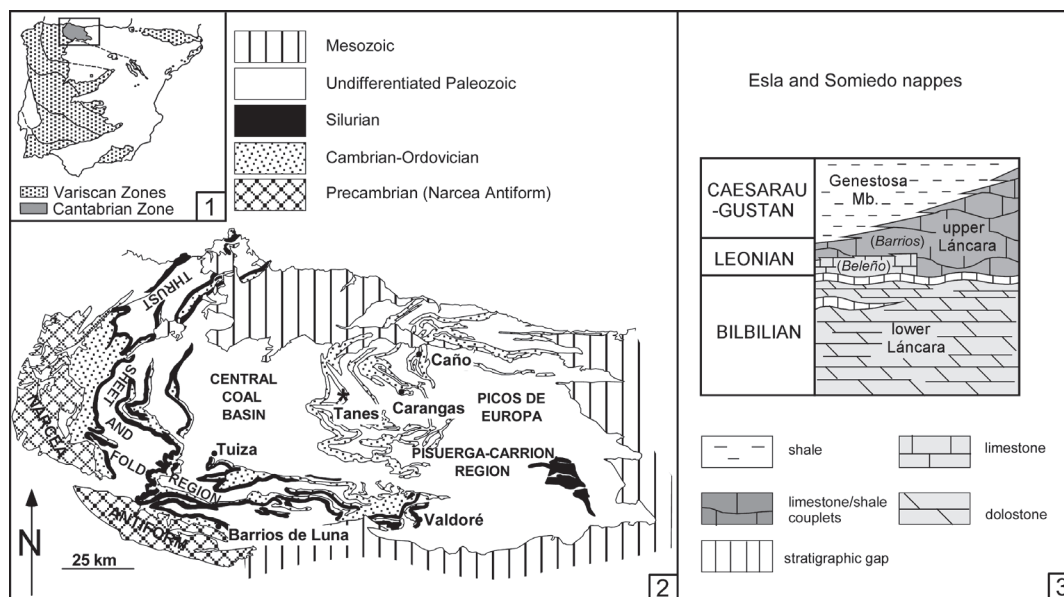 Variscan Zones
Cantabrian Zone
1
Mesozoic
Undifferentiated Paleozoic
Silurian
Cambrian-Ordovician
Precambrian (Narcea Antiform)
THRUST
SHEET
AND
FOLD
REGION
NARCEA
ANTIFORM
CENTRAL
COAL
BASIN
Caño
Tanes
Carangas
PICOS DE
EUROPA
Tuiza
PISUERGA-CARRION
REGION
Barrios de Luna
Valdoré
N
25 km
2
Esla and Somiedo nappes
CAESARAU
-GUSTAN
LEONIAN
BILBILIAN
Genestosa
Mb.
upper
Láncara
(Barrios)
(Beleño)
lower
Láncara
shale
limestone
limestone/shale
couplets
dolostone
stratigraphic gap
3